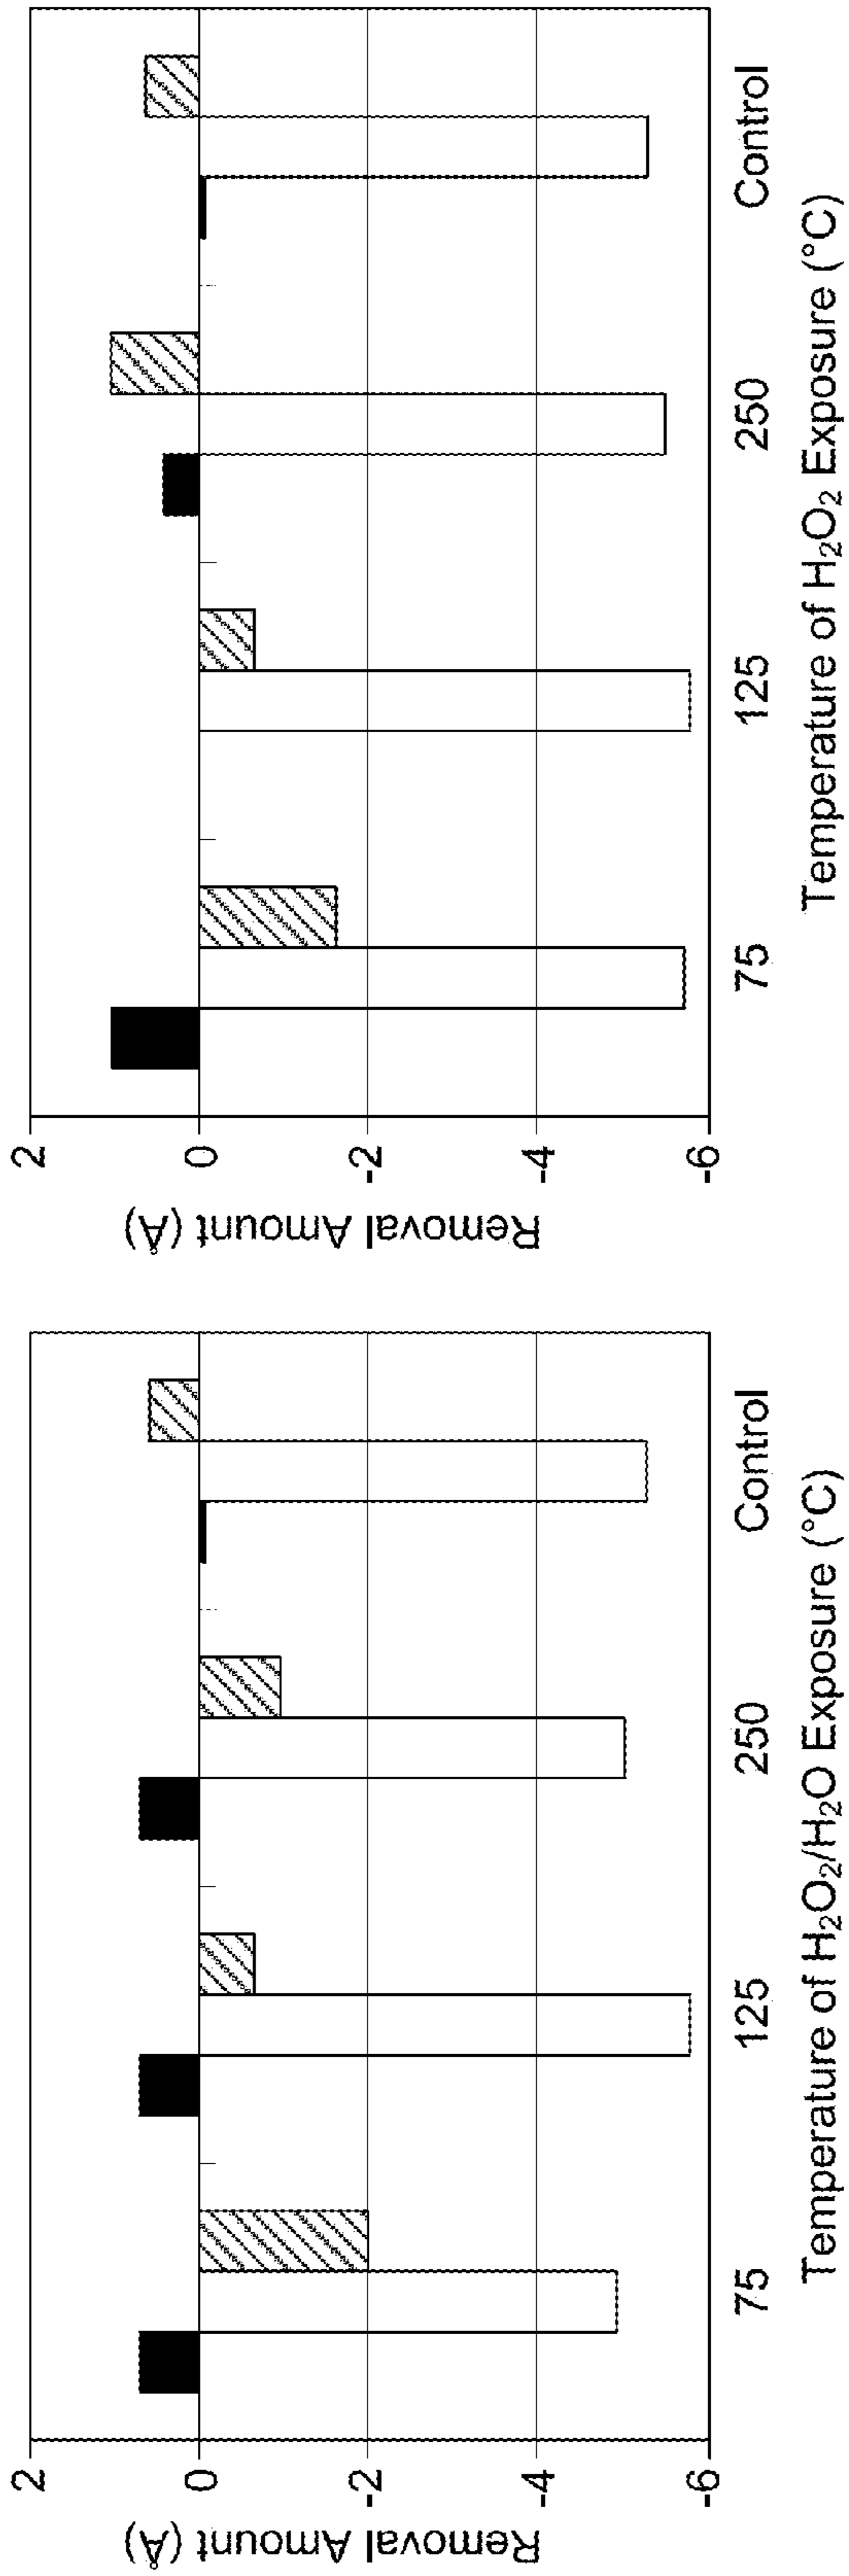 2
0
-2
-4
-6
Removal Amount (Å)
75
125
250
Control
Temperature of H₂O₂/H₂O Exposure (°C)
2
0
-2
-4
-6
Removal Amount (Å)
75
125
250
Control
Temperature of H₂O₂ Exposure (°C)